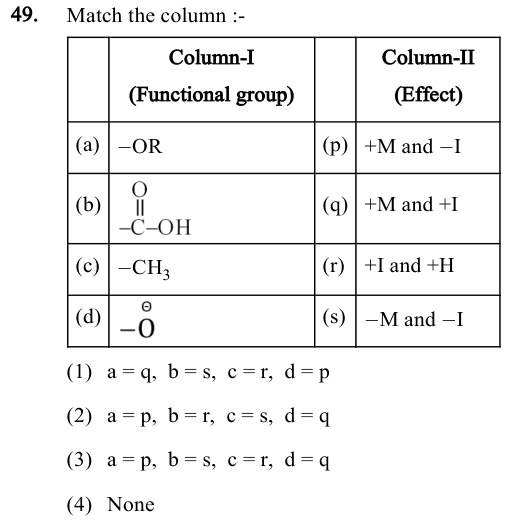 49. Match the column :-
Column-I
(Functional group)
Column-II
(Effect)
(a) –OR (p) +M and –I
(b) –C(=O)–OH (q) +M and +I
(c) –CH₃ (r) +I and +H
(d) –O⊖ (s) –M and –I
(1) a = q, b = s, c = r, d = p
(2) a = p, b = r, c = s, d = q
(3) a = p, b = s, c = r, d = q
(4) None